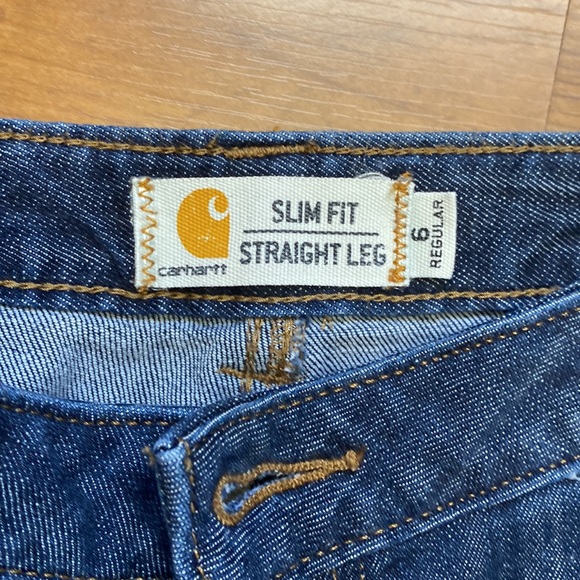 SLIM FIT
STRAIGHT LEG
carhartt
6
REGULAR